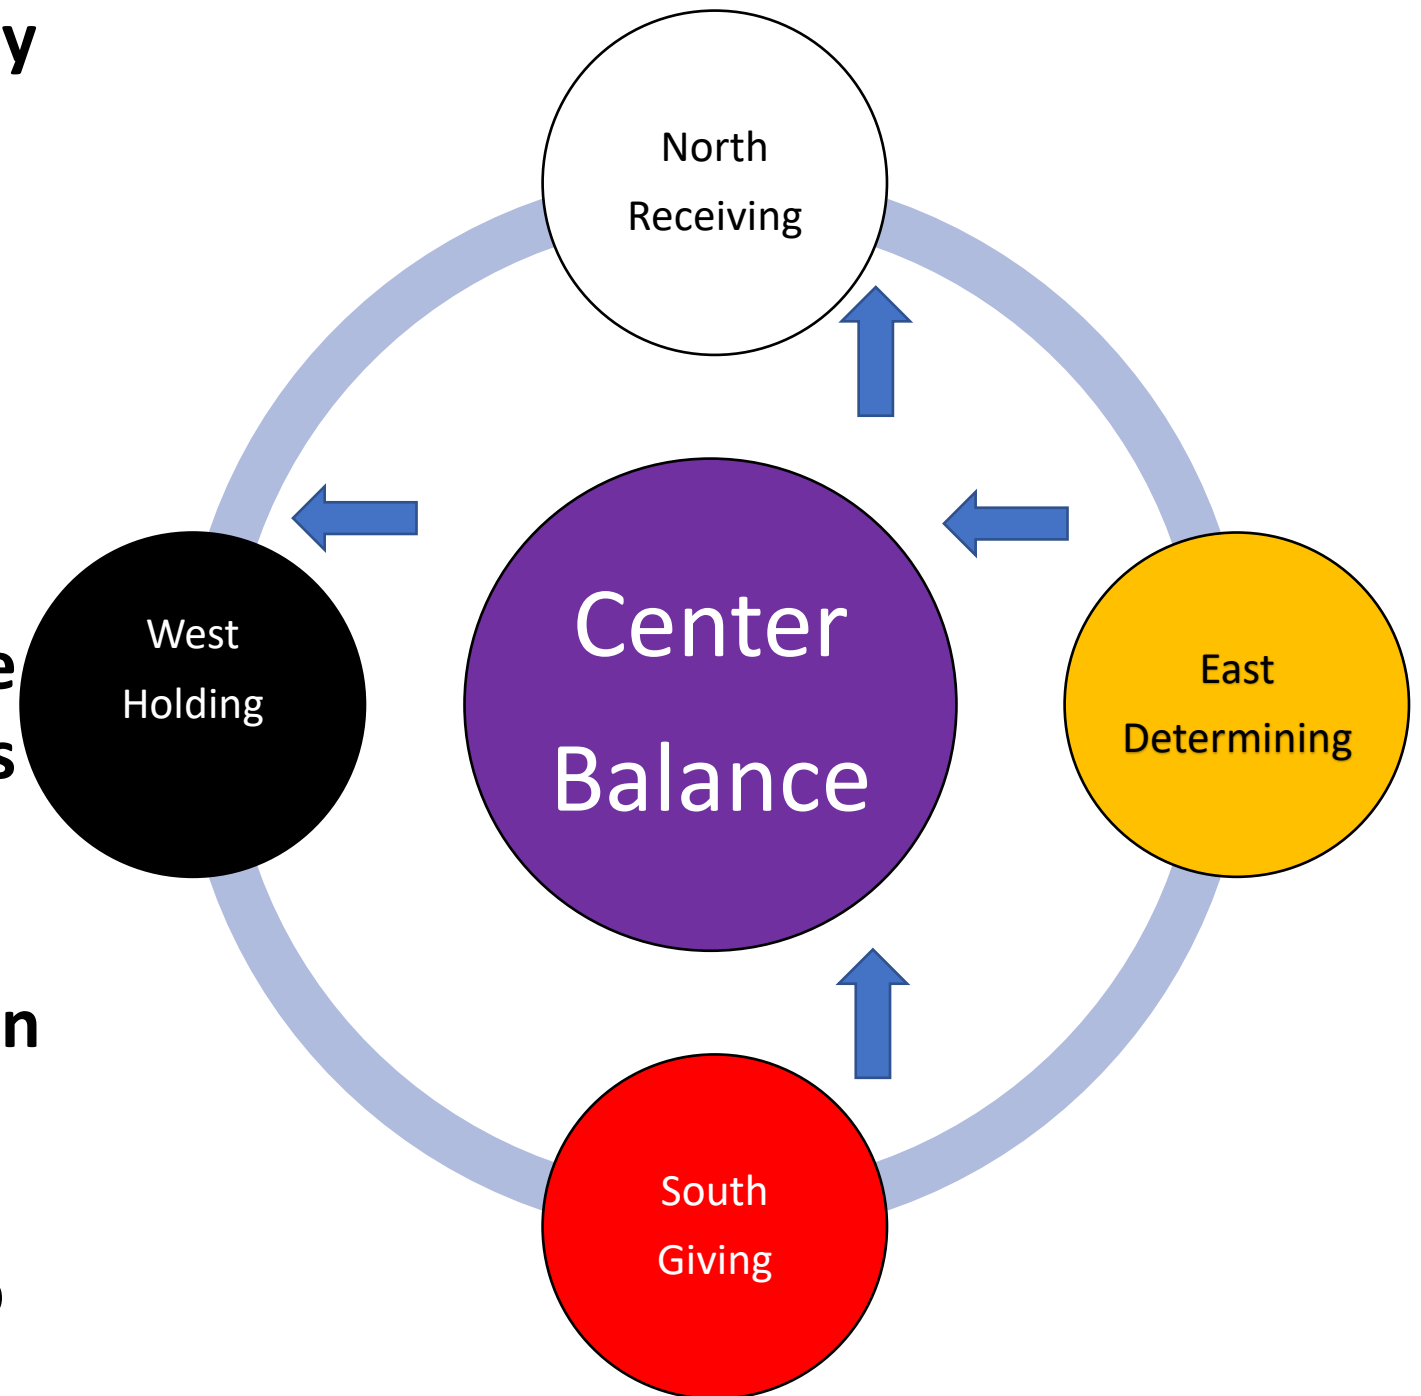 y
North
Receiving
West
Holding
e
s
Center
Balance
East
Determining
n
South
Giving